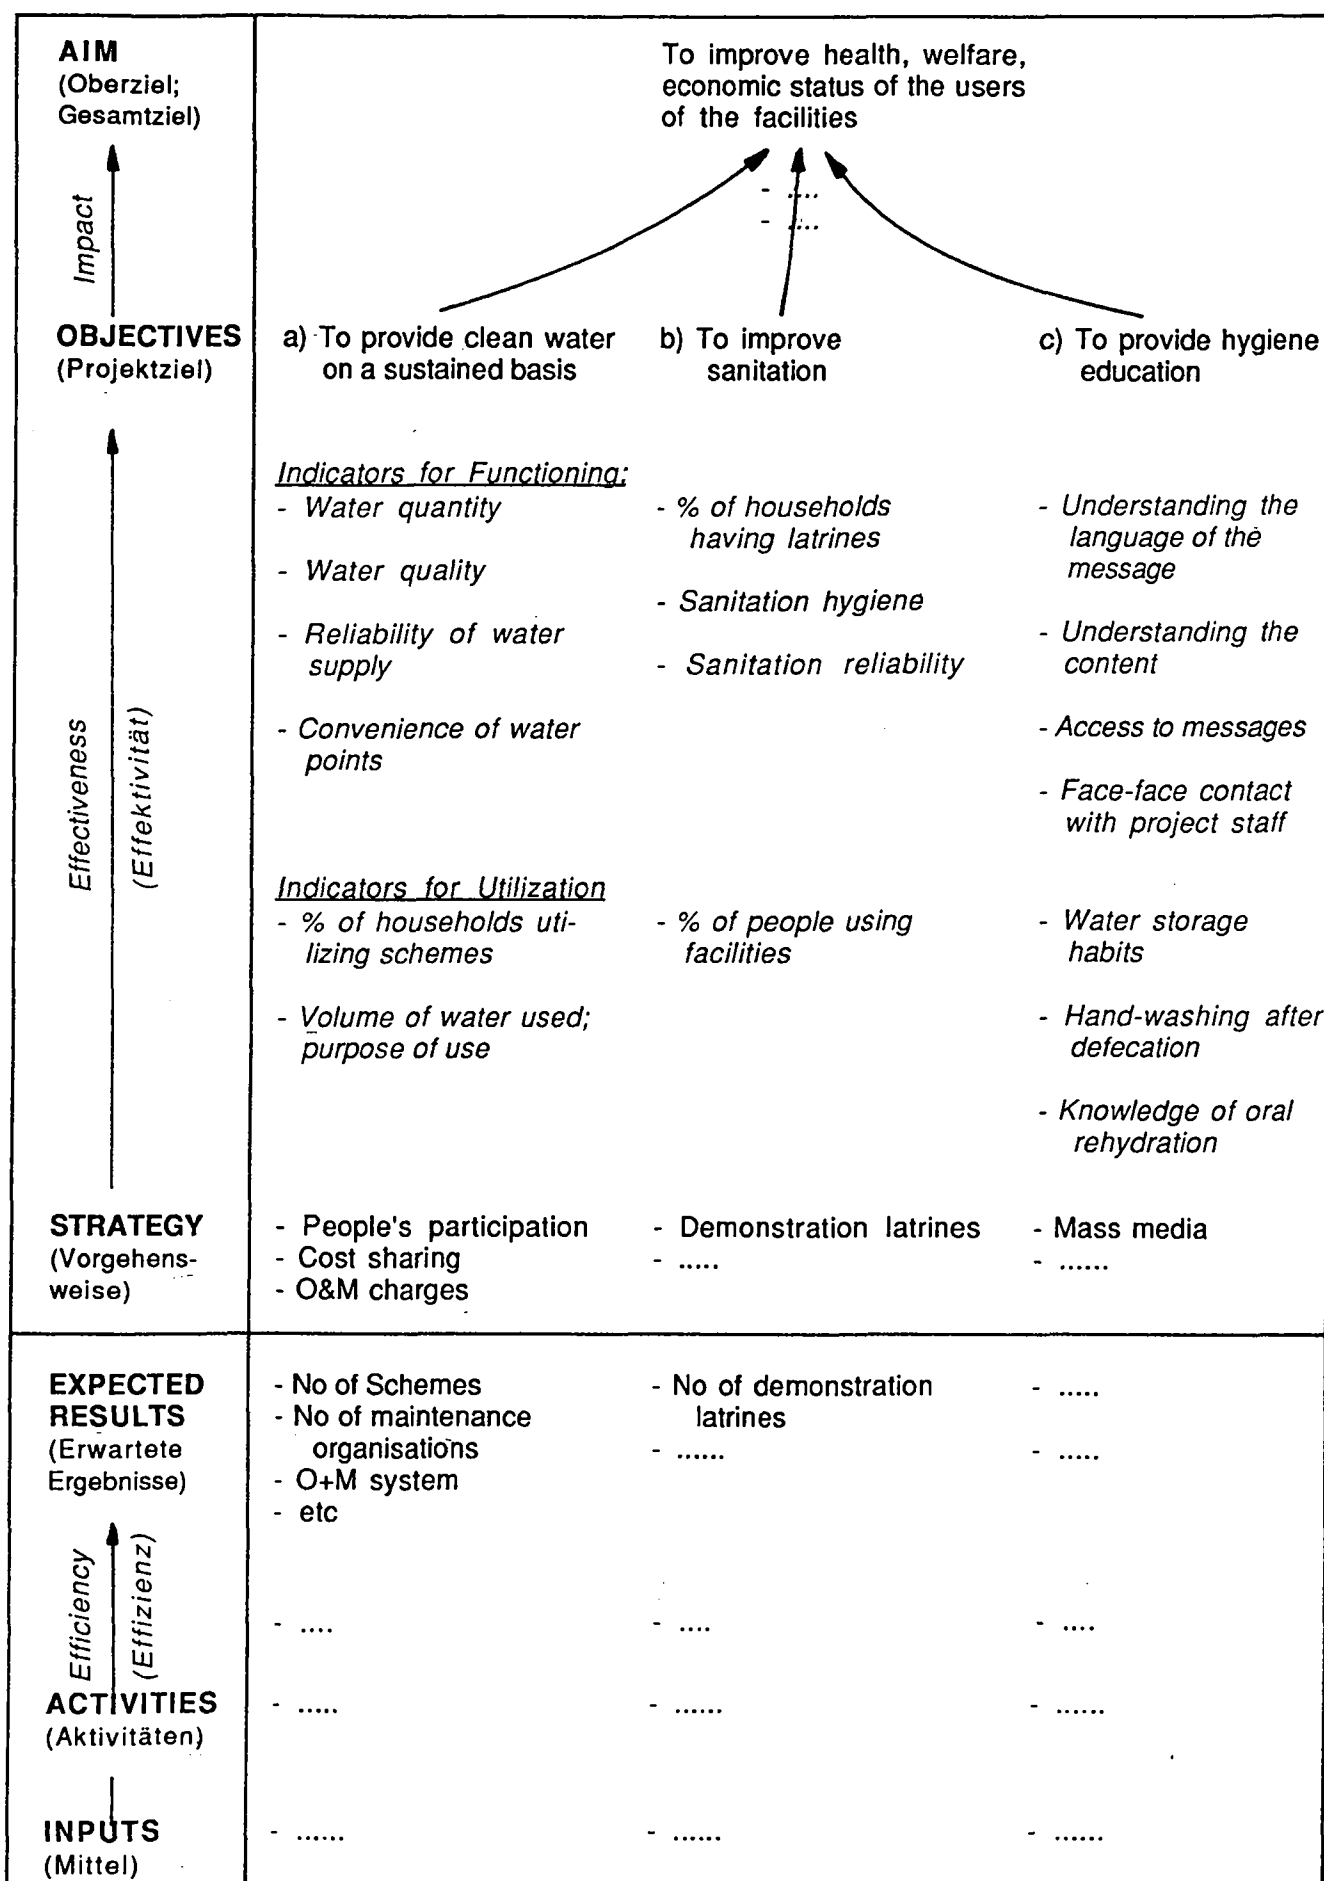 AIM
(Oberziel;
Gesamtziel)
To improve health, welfare,
economic status of the users
of the facilities
- ....
- ....
Impact
OBJECTIVES
(Projektziel)
a) To provide clean water
on a sustained basis
b) To improve
sanitation
c) To provide hygiene
education
Effectiveness
(Effektivität)
Indicators for Functioning:
- Water quantity
- Water quality
- Reliability of water
supply
- Convenience of water
points
- % of households
having latrines
- Sanitation hygiene
- Sanitation reliability
- Understanding the
language of the
message
- Understanding the
content
- Access to messages
- Face-face contact
with project staff
Indicators for Utilization
- % of households uti-
lizing schemes
- Volume of water used;
purpose of use
- % of people using
facilities
- Water storage
habits
- Hand-washing after
defecation
- Knowledge of oral
rehydration
STRATEGY
(Vorgehens-
weise)
- People's participation
- Cost sharing
- O&M charges
- Demonstration latrines
- .....
- Mass media
- ......
EXPECTED
RESULTS
(Erwartete
Ergebnisse)
- No of Schemes
- No of maintenance
organisations
- O+M system
- etc
- No of demonstration
latrines
- ......
- .....
- .....
Efficiency
(Effizienz)
- ....
- ....
- ....
ACTIVITIES
(Aktivitäten)
- .....
- ......
- ......
INPUTS
(Mittel)
- ......
- ......
- ......